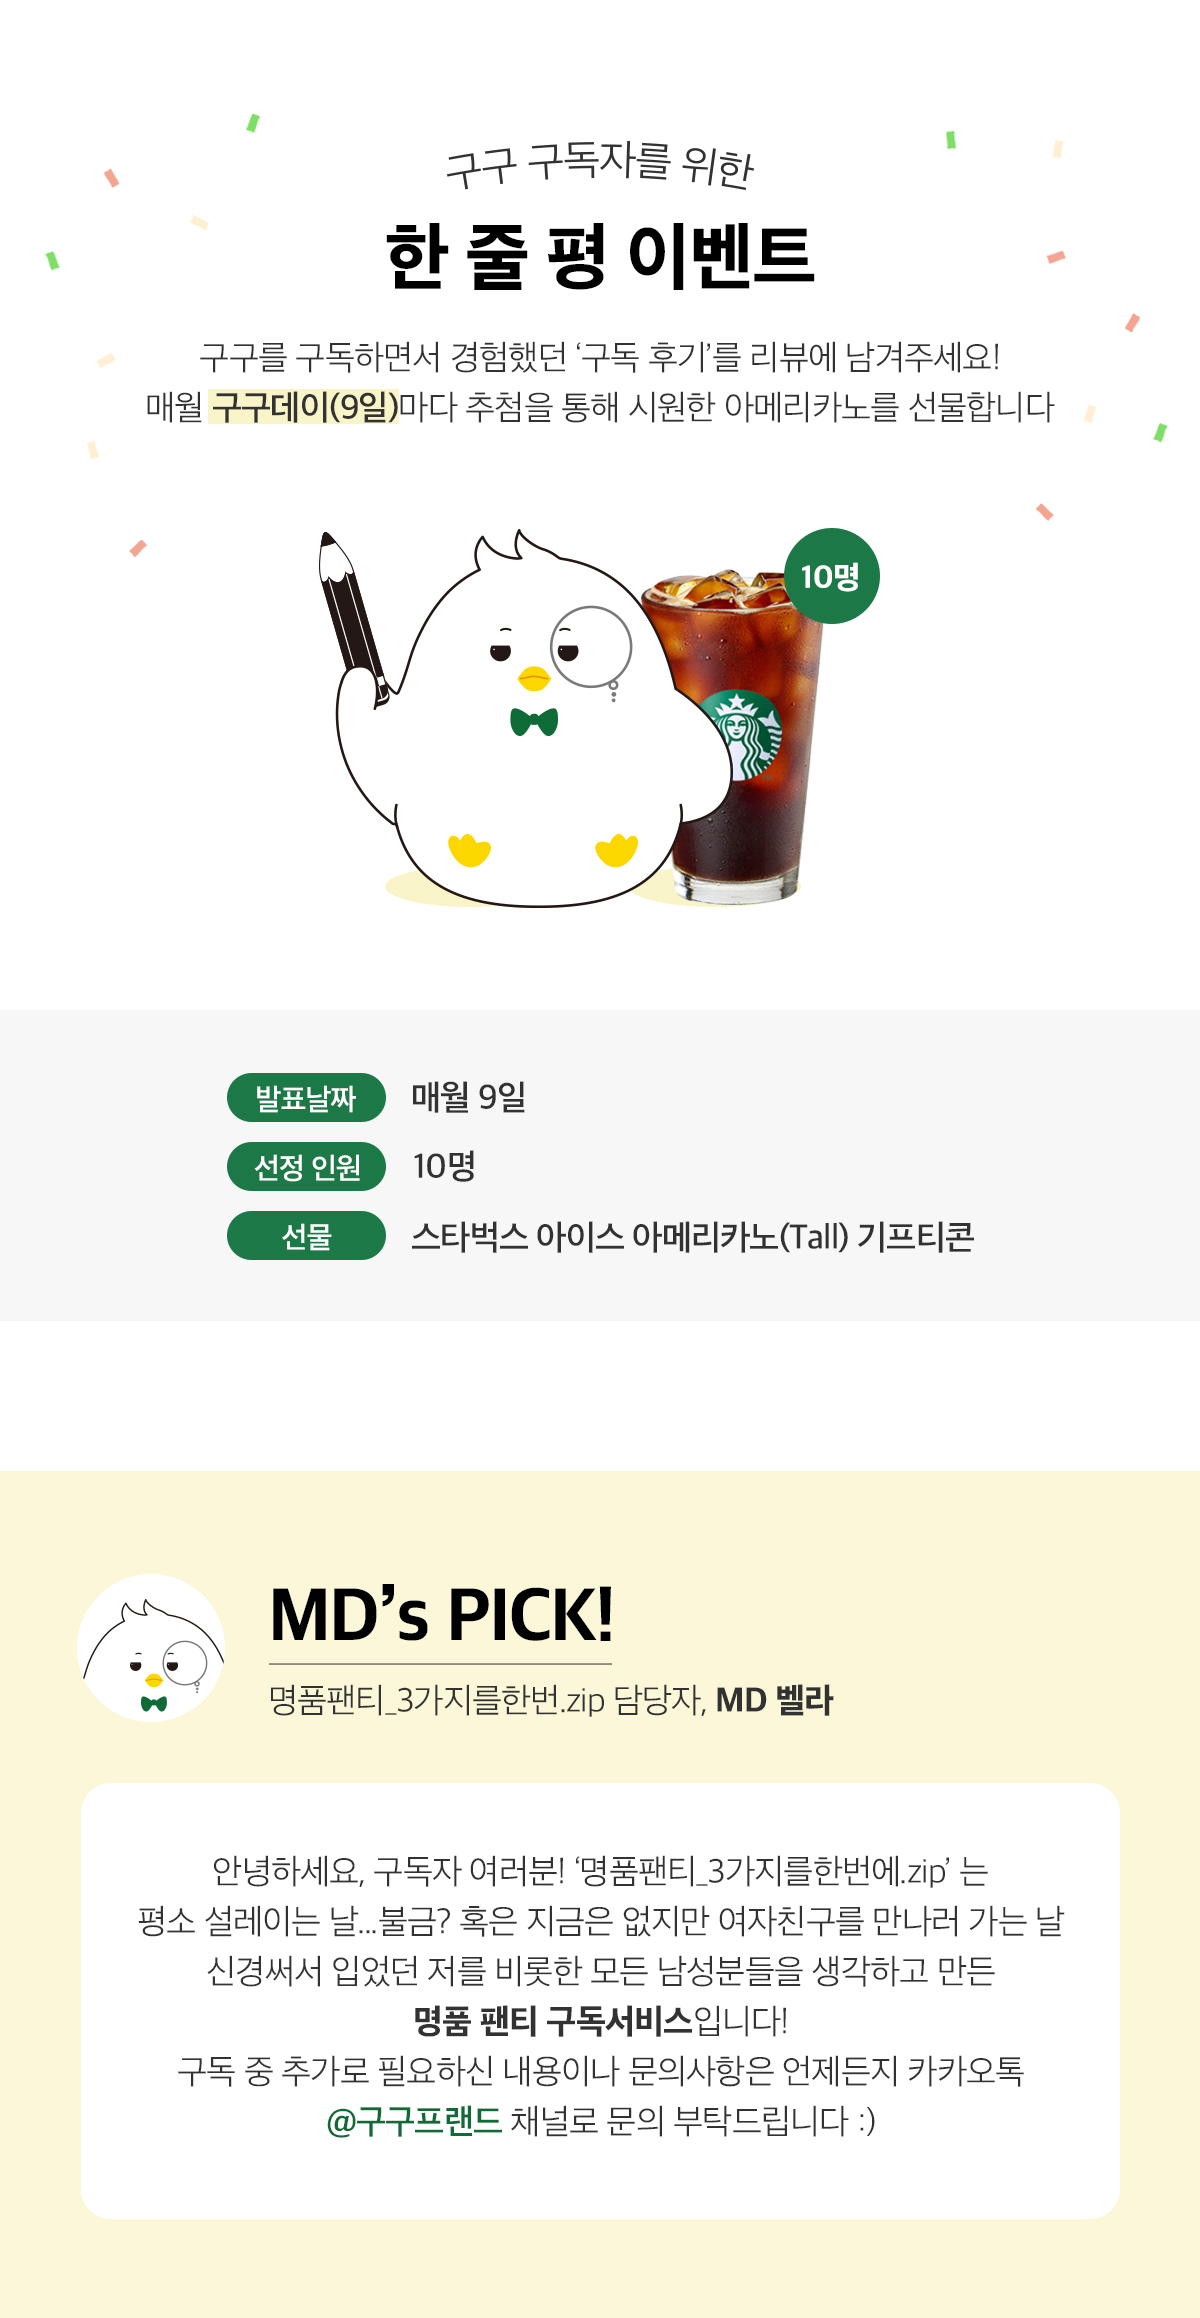 구구 구독자를 위한
한 줄 평 이벤트
구구를 구독하면서 경험했던 ‘구독 후기’를 리뷰에 남겨주세요!
매월 구구데이(9일)마다 추첨을 통해 시원한 아메리카노를 선물합니다
10명
발표날짜 매월 9일
선정 인원 10명
선물 스타벅스 아이스 아메리카노(Tall) 기프티콘
MD’s PICK!
명품팬티_3가지를한번.zip 담당자, MD 벨라
안녕하세요, 구독자 여러분! ‘명품팬티_3가지를한번에.zip’ 는
평소 설레이는 날...불금? 혹은 지금은 없지만 여자친구를 만나러 가는 날
신경써서 입었던 저를 비롯한 모든 남성분들을 생각하고 만든
명품 팬티 구독서비스입니다!
구독 중 추가로 필요하신 내용이나 문의사항은 언제든지 카카오톡
@구구프랜드 채널로 문의 부탁드립니다 :)